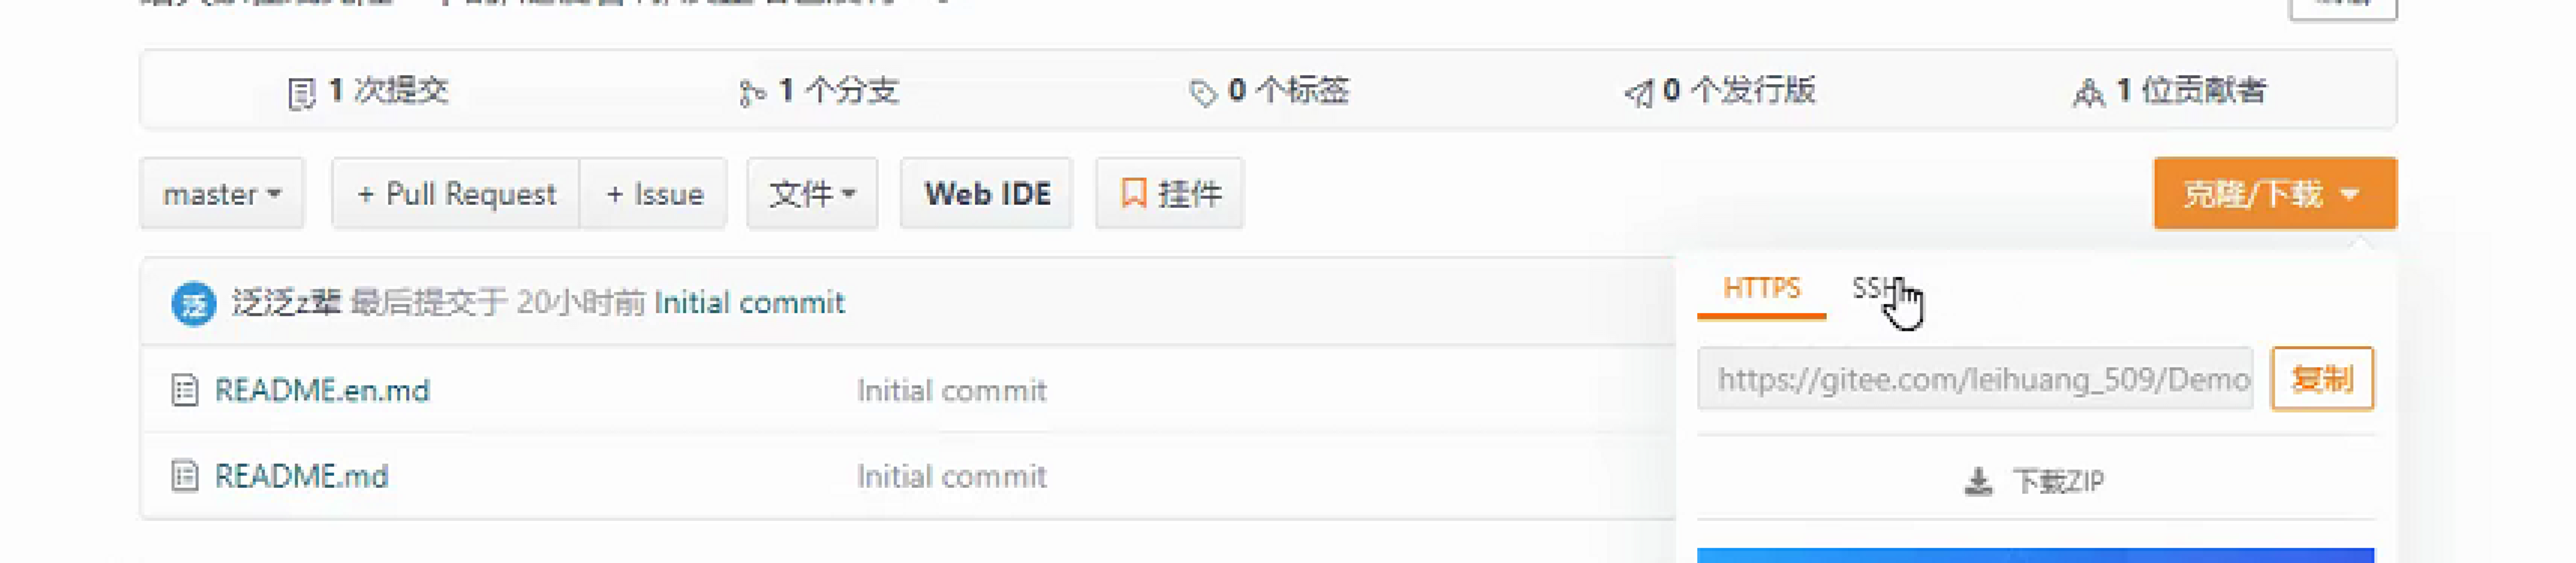 1 次提交 1 个分支 0 个标签 0 个发行版 1 位贡献者
master + Pull Request + Issue 文件 Web IDE 挂件 克隆/下载
泛 泛泛z辈 最后提交于 20小时前 Initial commit
HTTPS SSH
README.en.md Initial commit
https://gitee.com/leihuang_509/Demo 复制
README.md Initial commit
下载ZIP